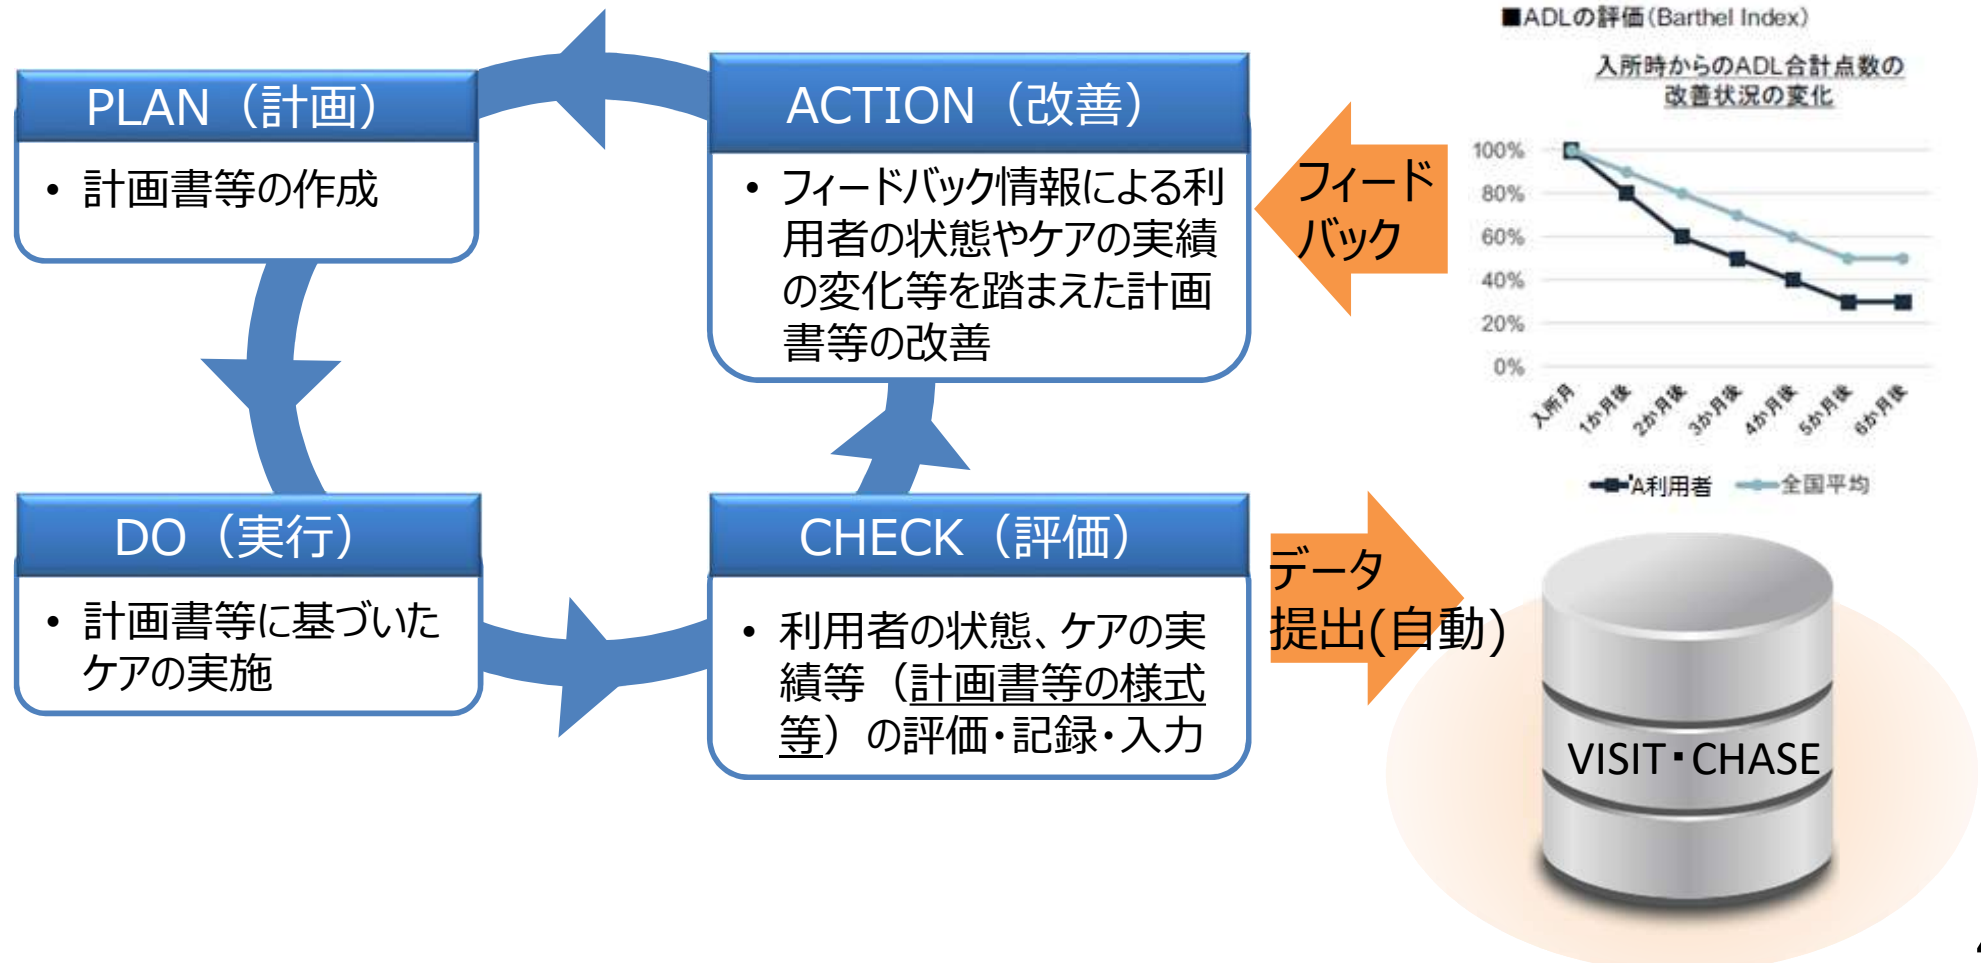 PLAN（計画）
• 計画書等の作成
ACTION（改善）
• フィードバック情報による利
用者の状態やケアの実績
の変化等を踏まえた計画
書等の改善
フィード
バック
■ADLの評価(Barthel Index)
入所時からのADL合計点数の
改善状況の変化
100%
80%
60%
40%
20%
0%
入所月
1か月後
2か月後
3か月後
4か月後
5か月後
6か月後
A利用者
全国平均
DO（実行）
• 計画書等に基づいた
ケアの実施
CHECK（評価）
• 利用者の状態、ケアの実
績等（計画書等の様式
等）の評価・記録・入力
データ
提出(自動)
VISIT・CHASE